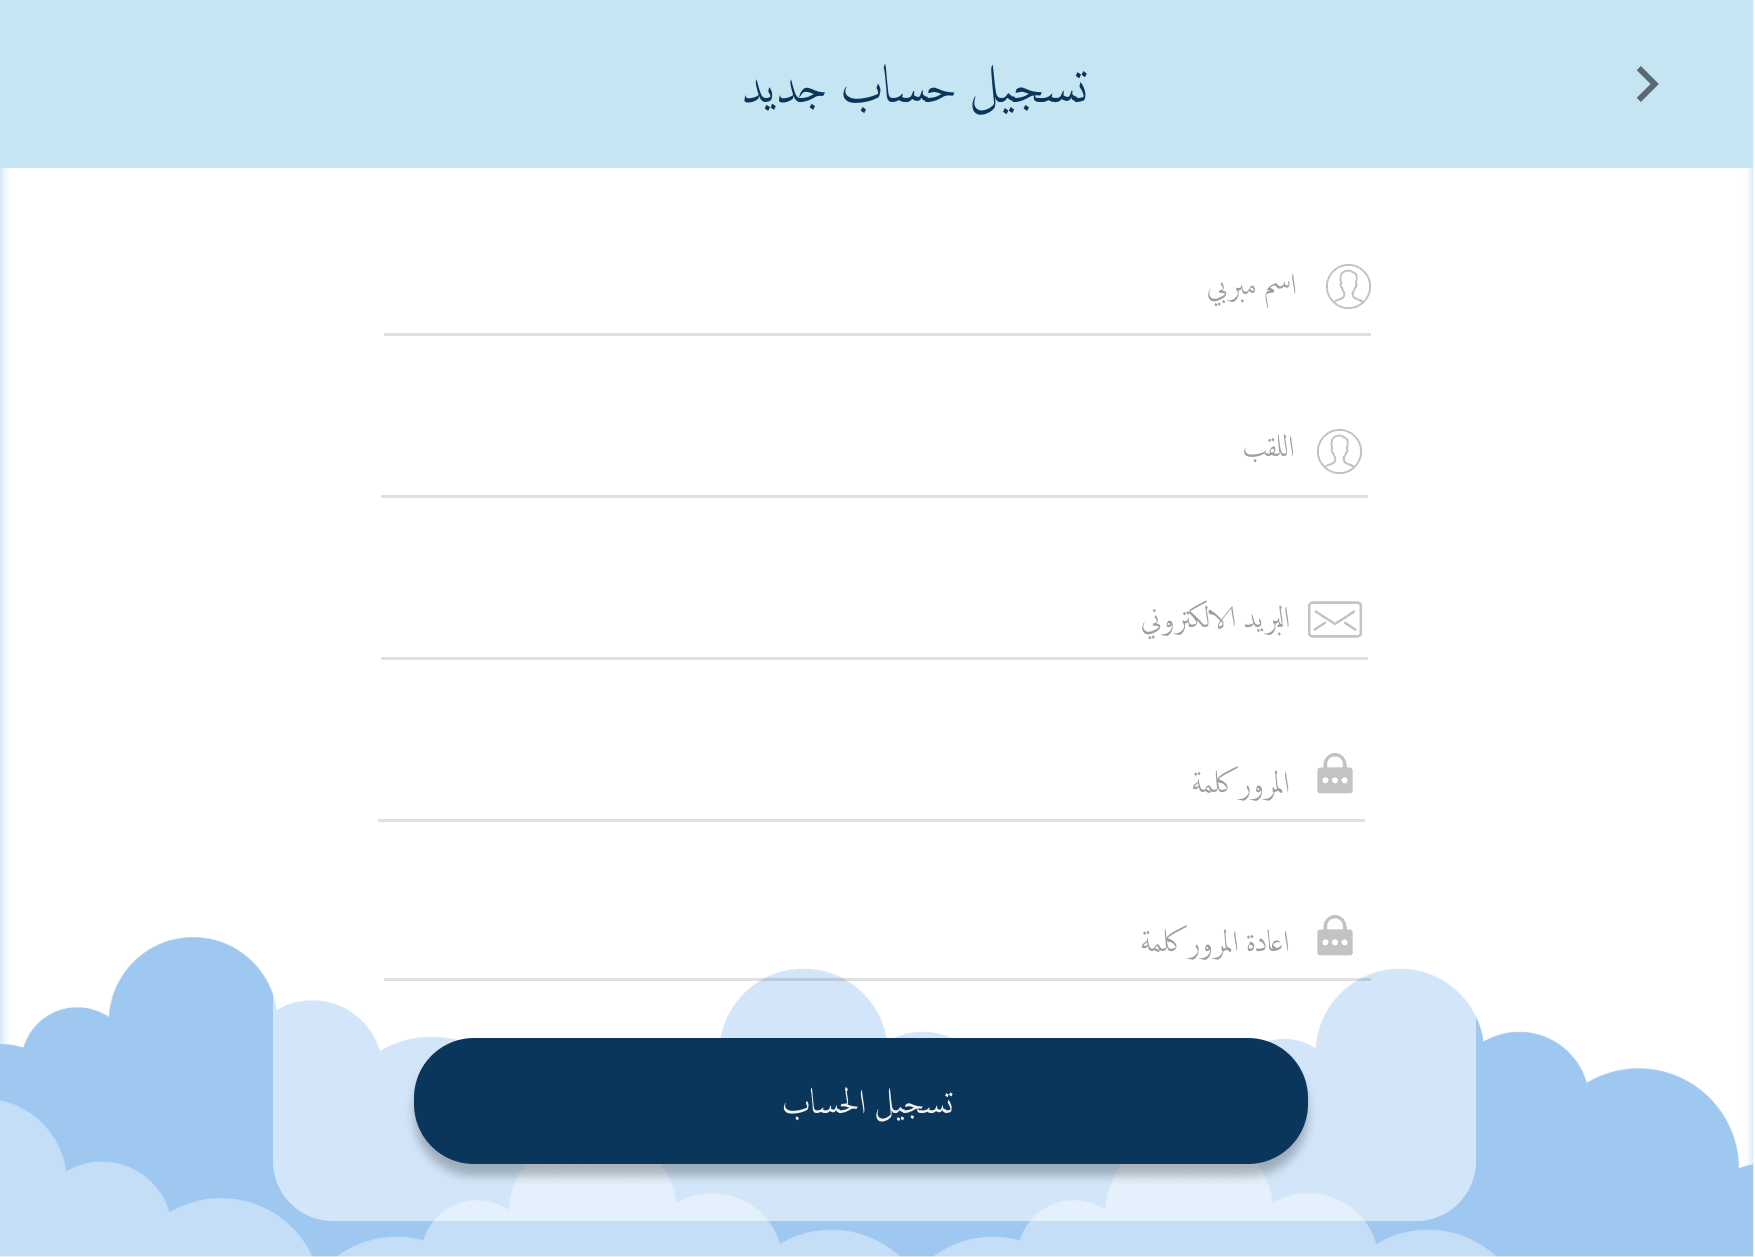 تسجيل حساب جديد
اسم مبربي
اللقب
البريد الالكتروني
المرور كلمة
اعادة المرور كلمة
تسجيل الحساب